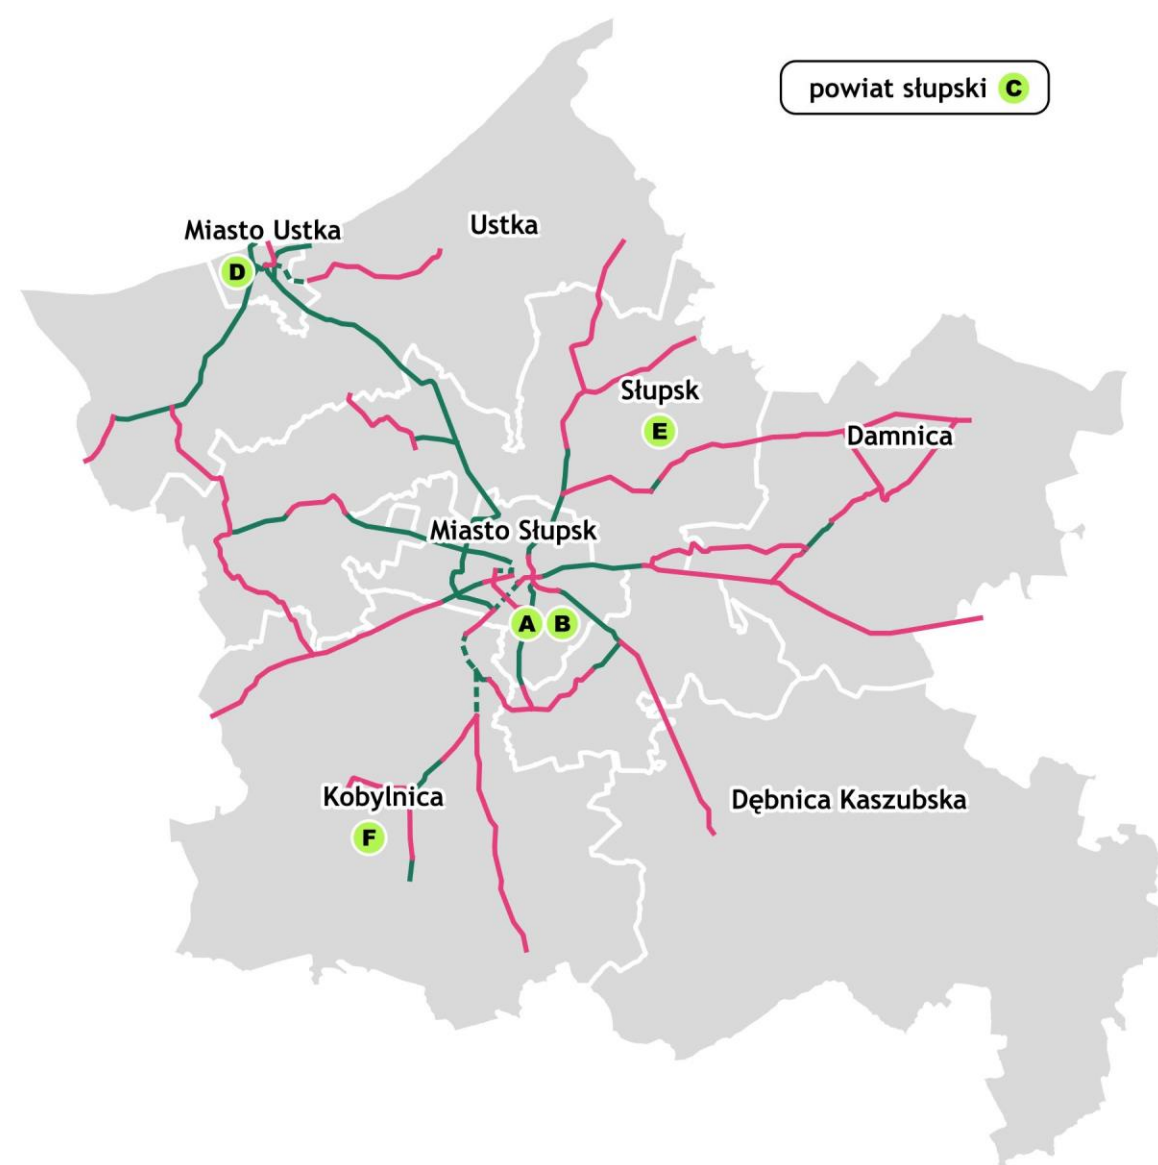 powiat słupski C
Miasto Ustka
Ustka
D
Słupsk
E
Damnica
Miasto Słupsk
A B
Kobylnica
Dębnica Kaszubska
F